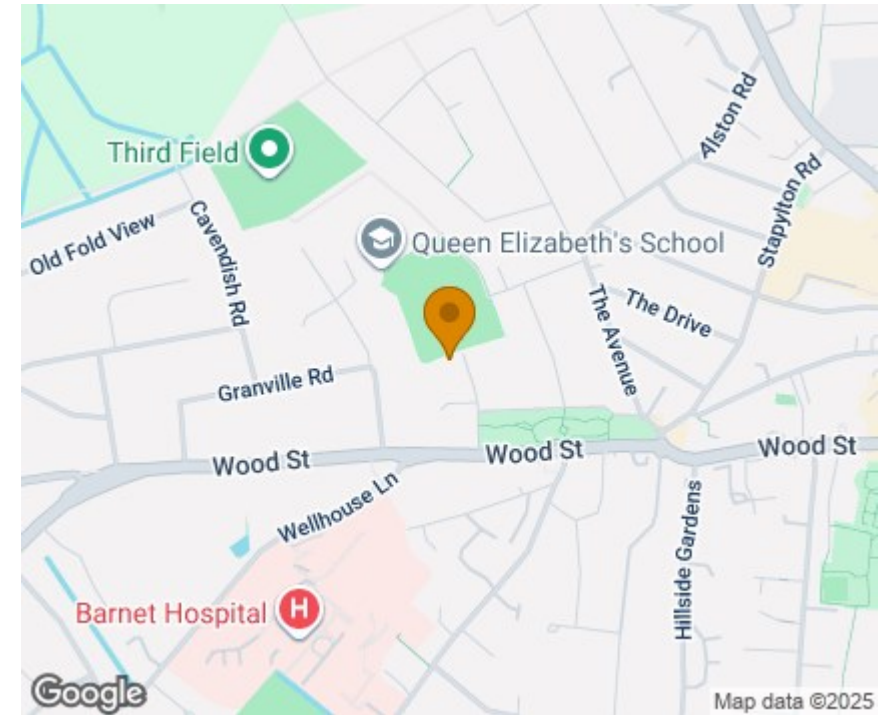 Alston Rd
Third Field
Stapylton Rd
Old Fold View
Cavendish Rd
Queen Elizabeth's School
The Drive
The Avenue
Granville Rd
Wood St
Wood St
Wood St
Wellhouse Ln
Hillside Gardens
Barnet Hospital
H
Google
Map data ©2025